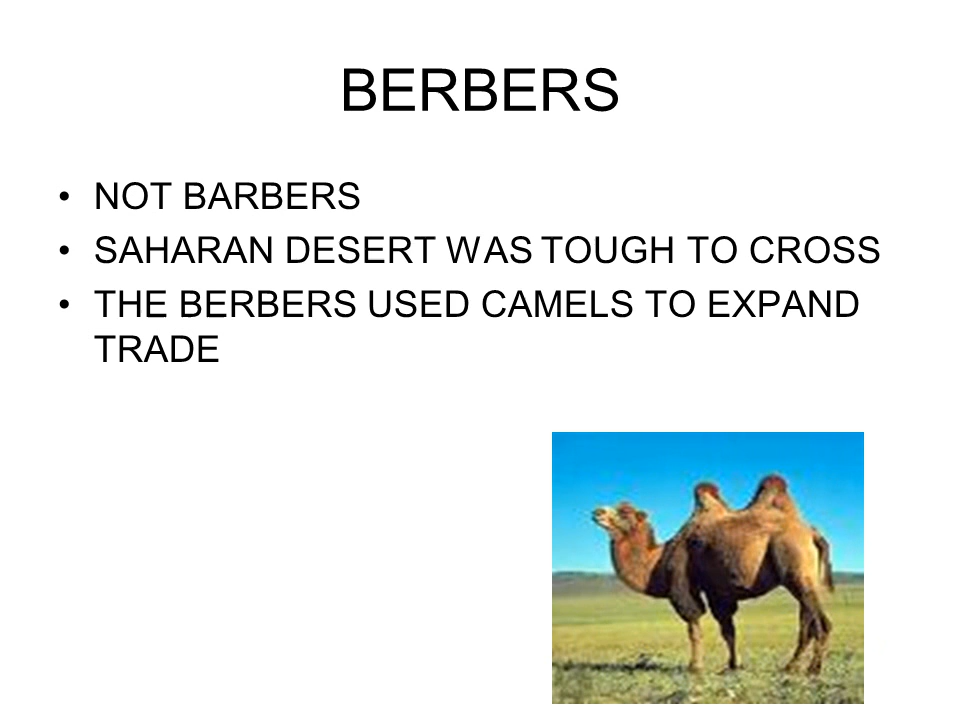 BERBERS
• NOT BARBERS
• SAHARAN DESERT WAS TOUGH TO CROSS
• THE BERBERS USED CAMELS TO EXPAND
TRADE